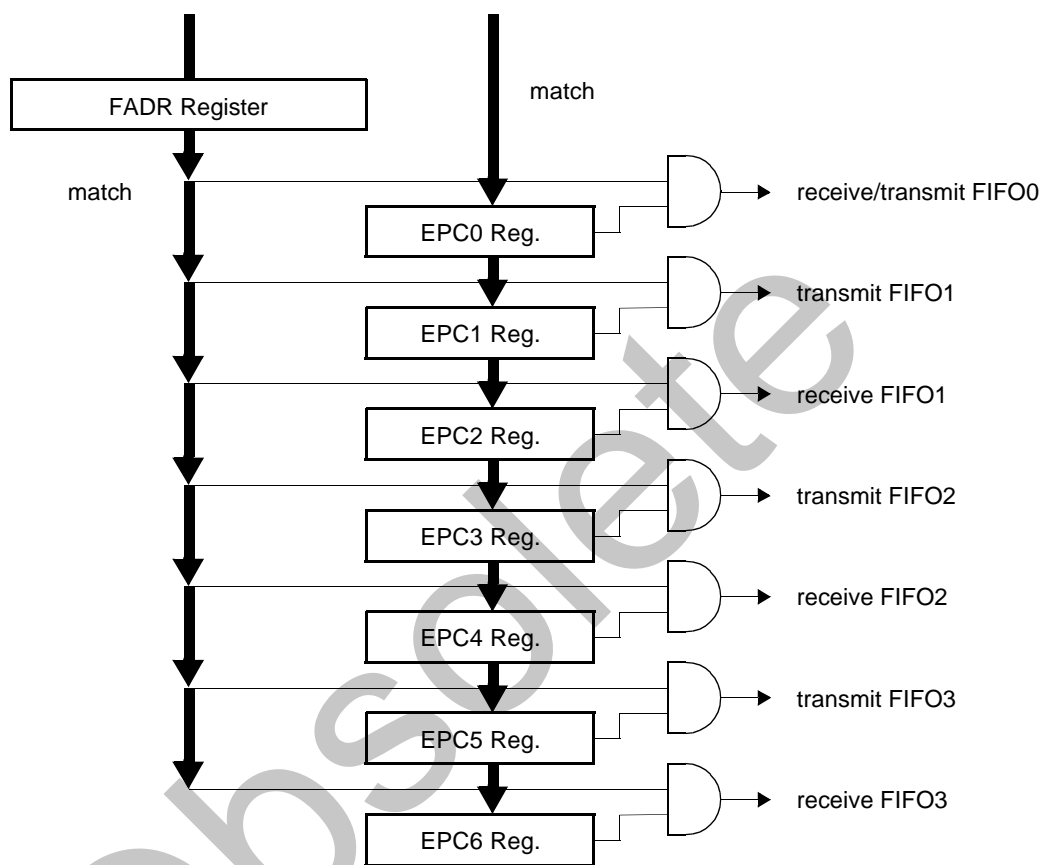 match
FADR Register
match
receive/transmit FIFO0
EPC0 Reg.
transmit FIFO1
EPC1 Reg.
receive FIFO1
EPC2 Reg.
transmit FIFO2
EPC3 Reg.
receive FIFO2
EPC4 Reg.
transmit FIFO3
EPC5 Reg.
receive FIFO3
EPC6 Reg.
obsolete